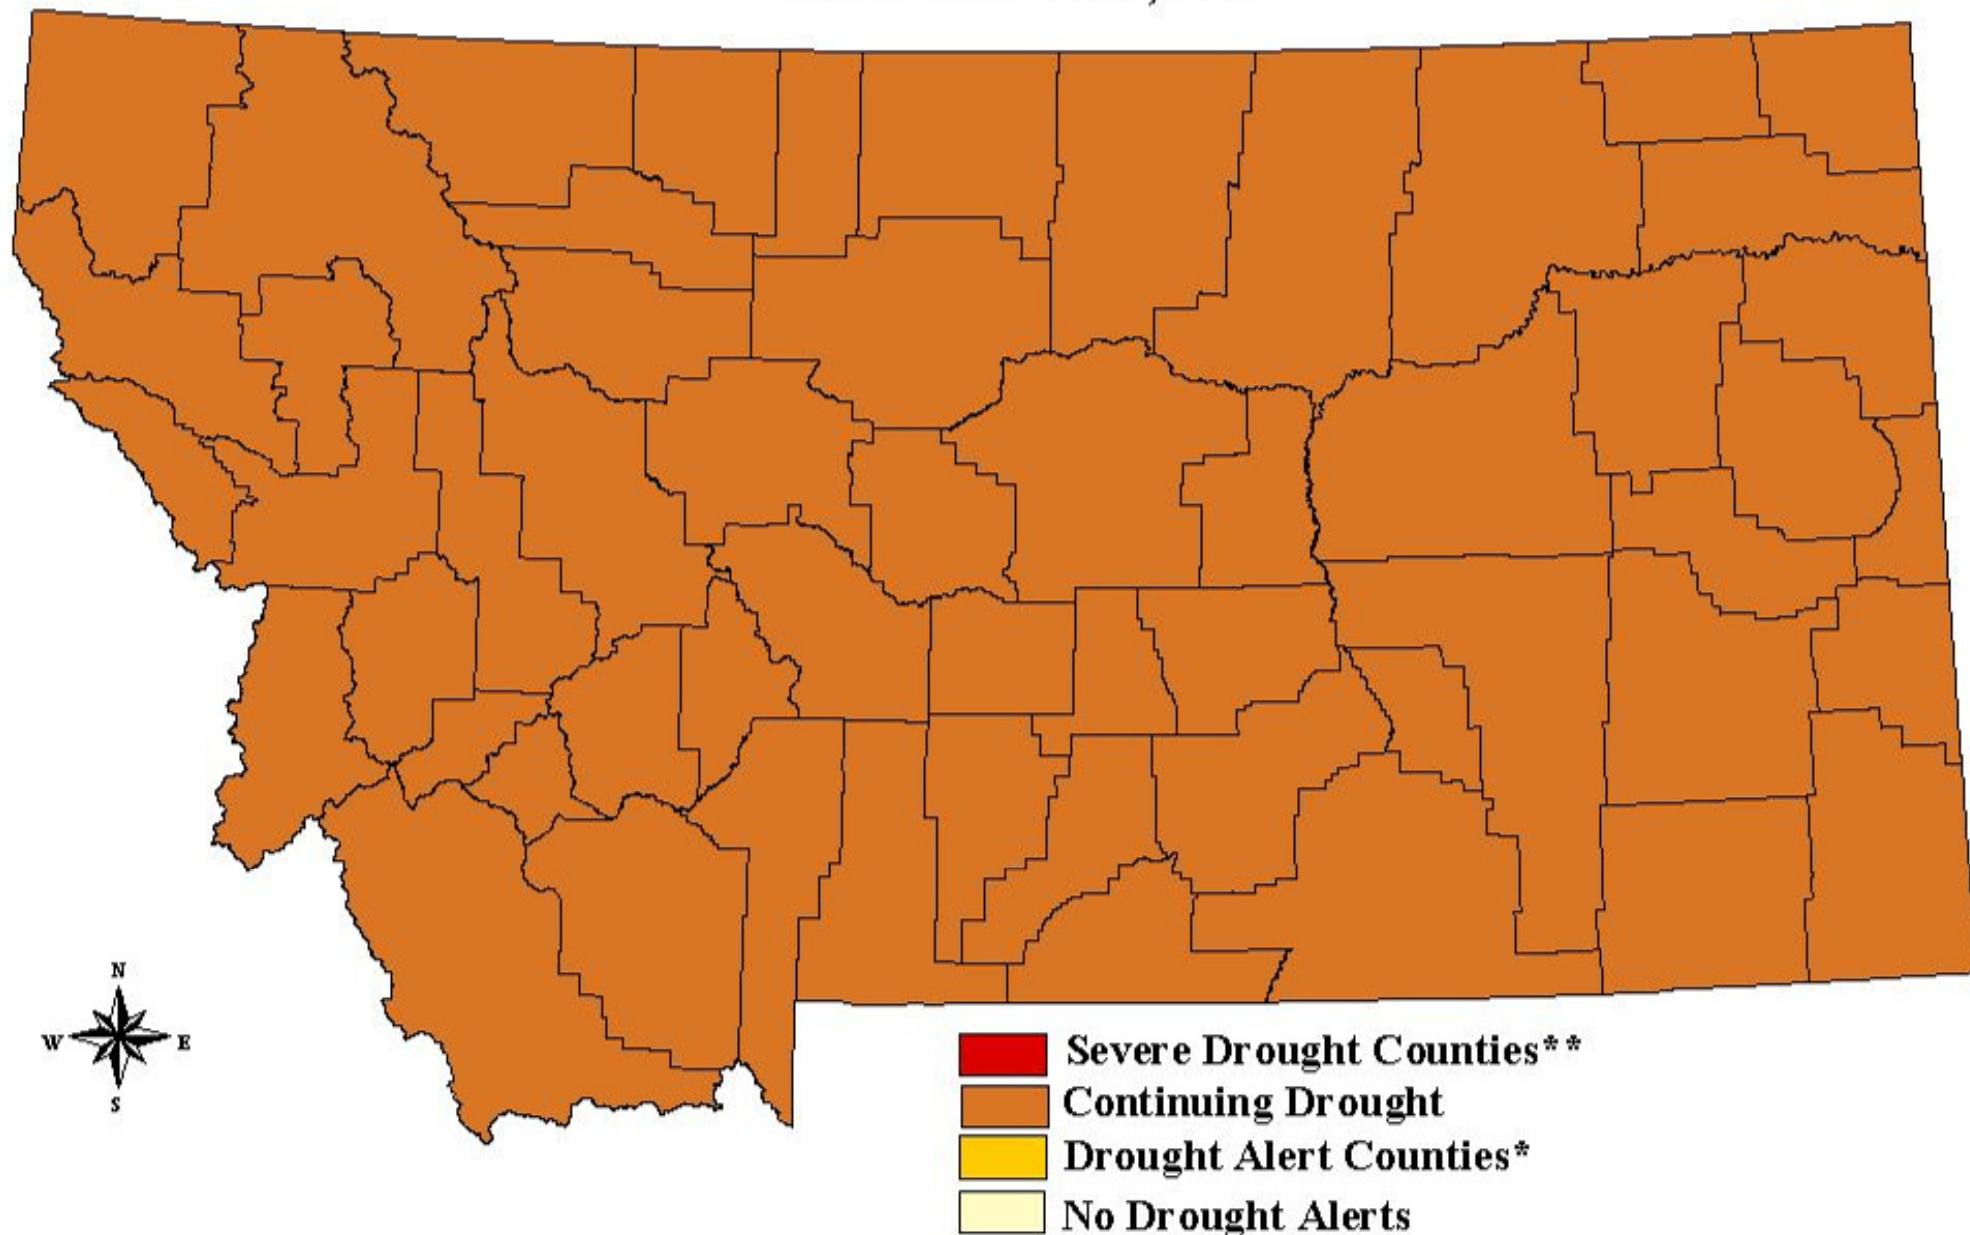 N
W E
S
Severe Drought Counties**
Continuing Drought
Drought Alert Counties*
No Drought Alerts